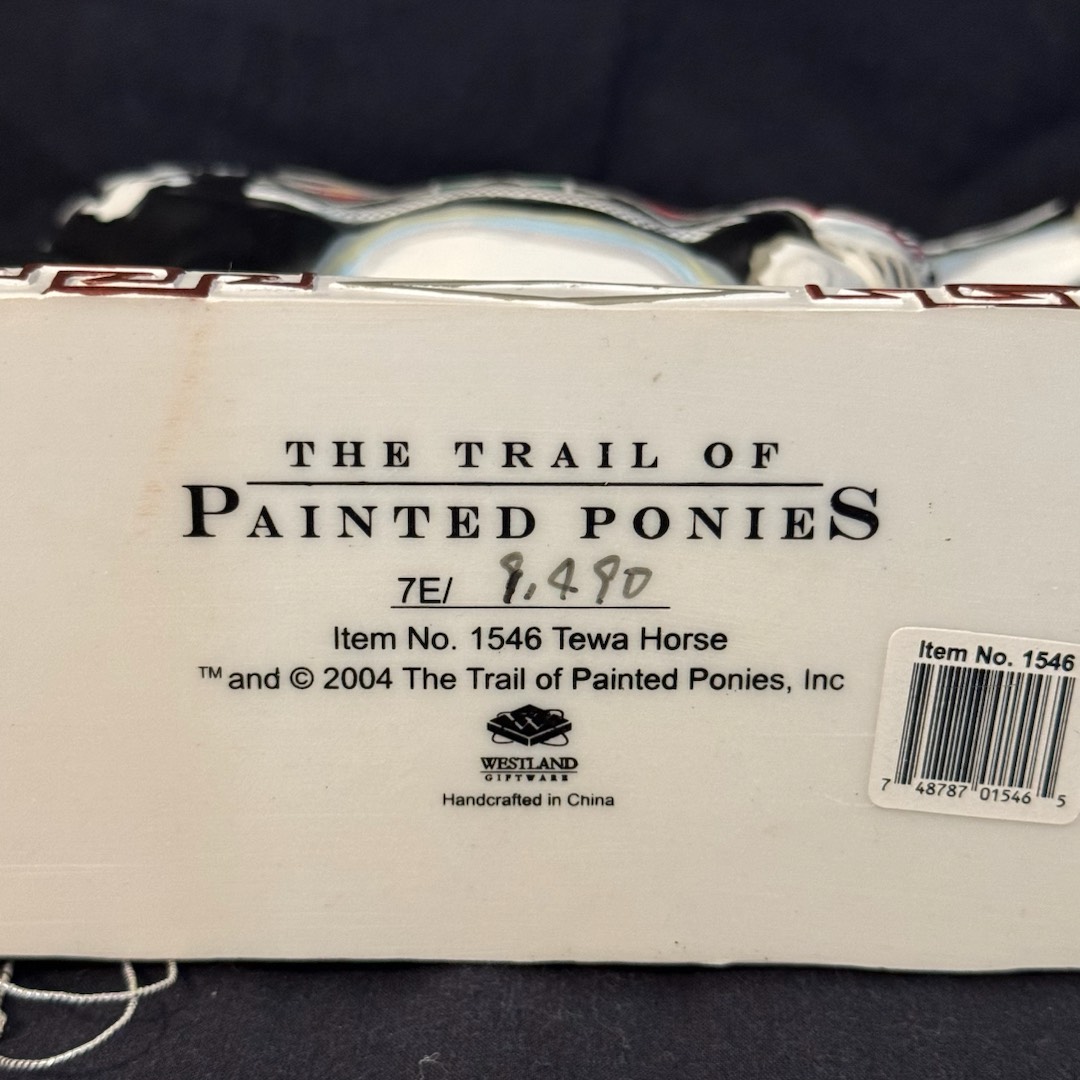 THE TRAIL OF
PAINTED PONIES
7E/ 9,490
Item No. 1546 Tewa Horse
™ and © 2004 The Trail of Painted Ponies, Inc
WESTLAND
GIFTWARE
Handcrafted in China
Item No. 1546
7 48787 01546 5